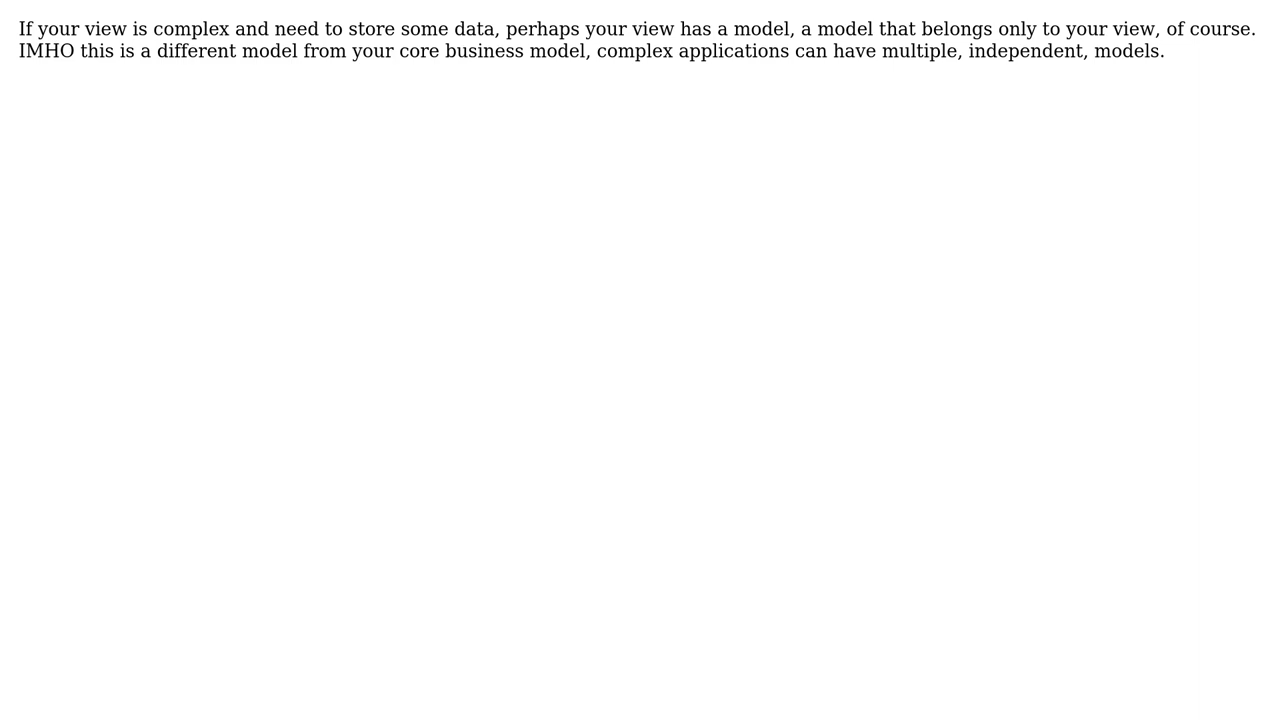 If your view is complex and need to store some data, perhaps your view has a model, a model that belongs only to your view, of course.
IMHO this is a different model from your core business model, complex applications can have multiple, independent, models.